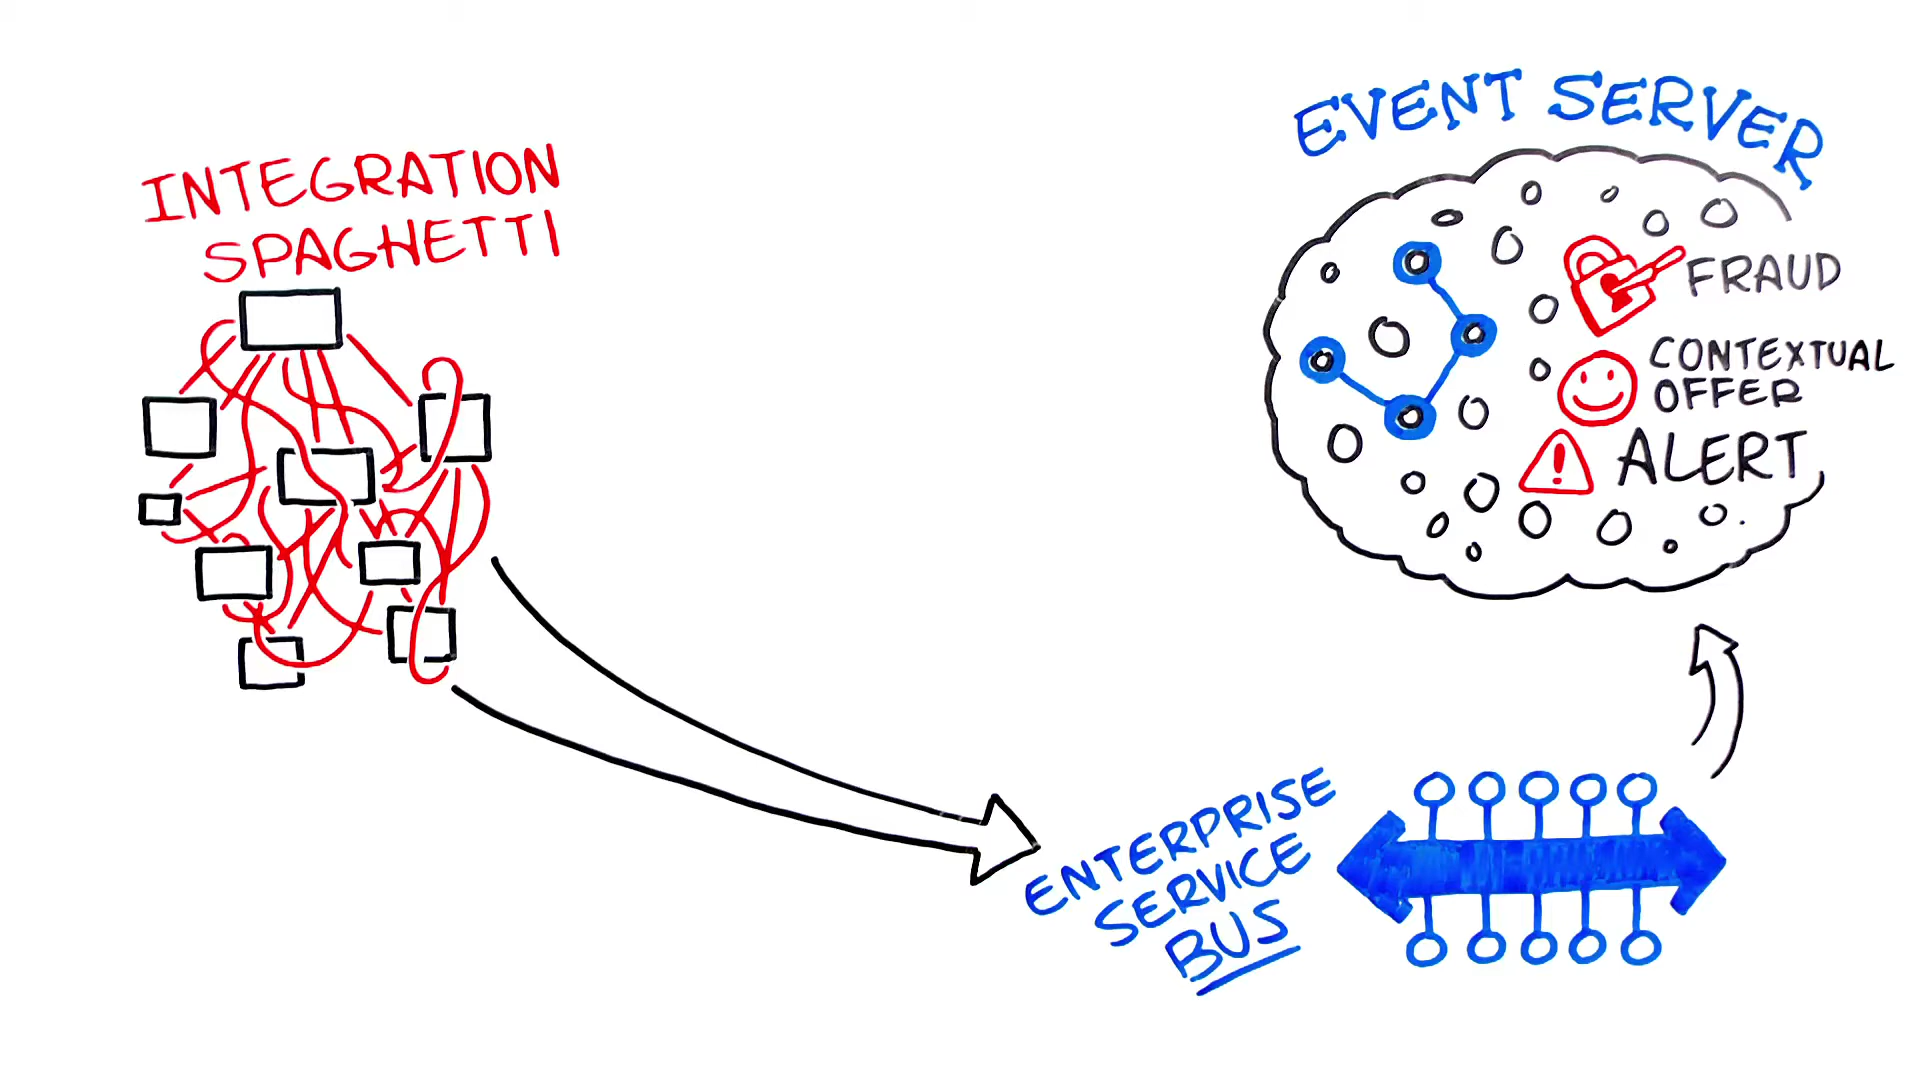 INTEGRATION
SPAGHETTI
EVENT SERVER
FRAUD
CONTEXTUAL
OFFER
ALERT
ENTERPRISE
SERVICE
BUS